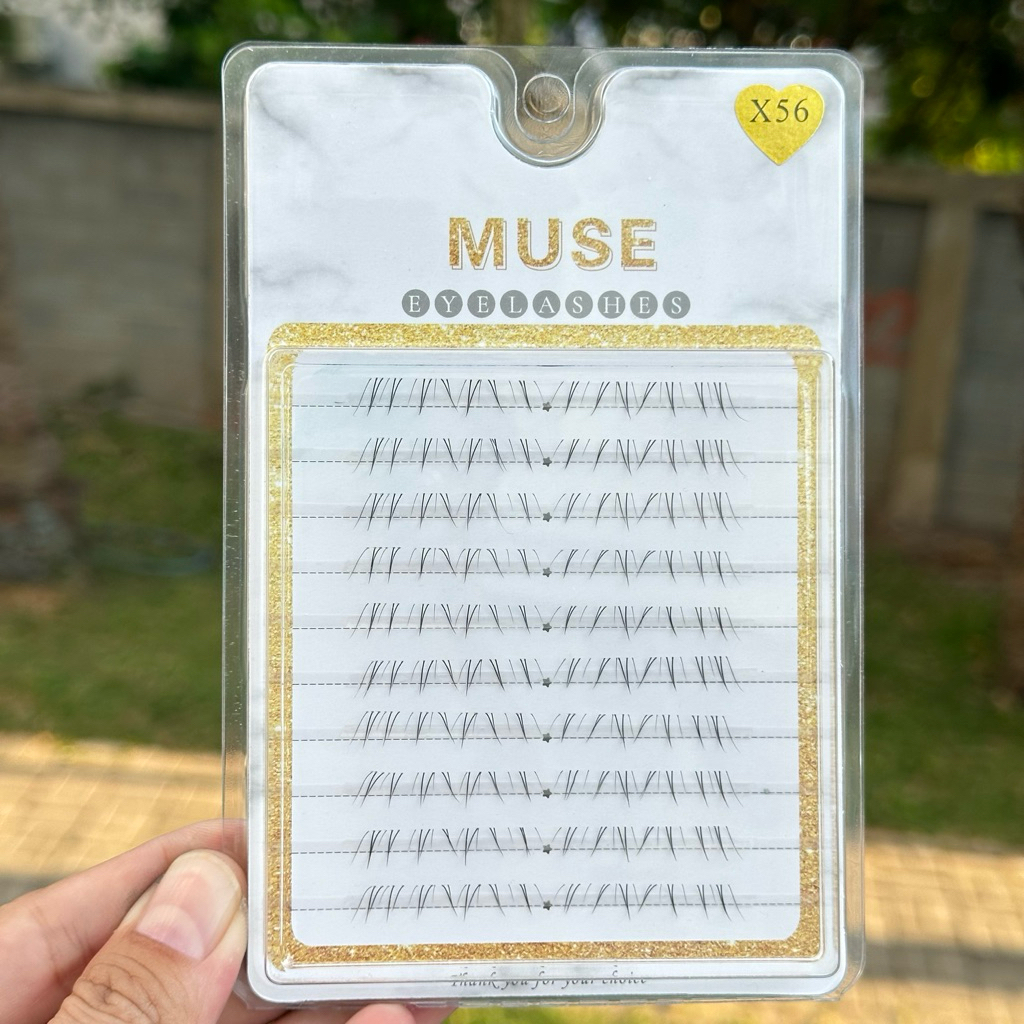 X56
MUSE
EYELASHES
Thank you for your choice